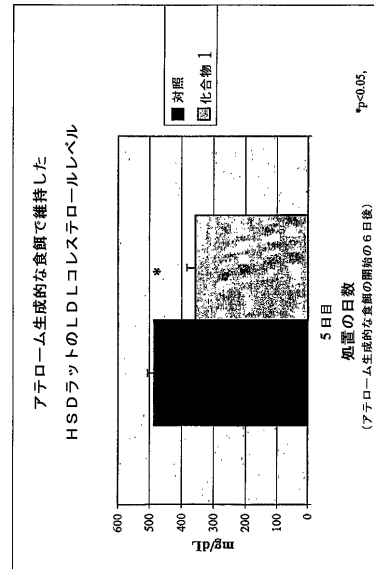 アテローム生成的な食餌で維持した
HSDラットのLDLコレステロールレベル
対照
化合物 1
mg/dL
600
500
400
300
200
100
0
*
5日目
処置の日数
(アテローム生成的な食餌の開始の6日後)
*p<0.05,